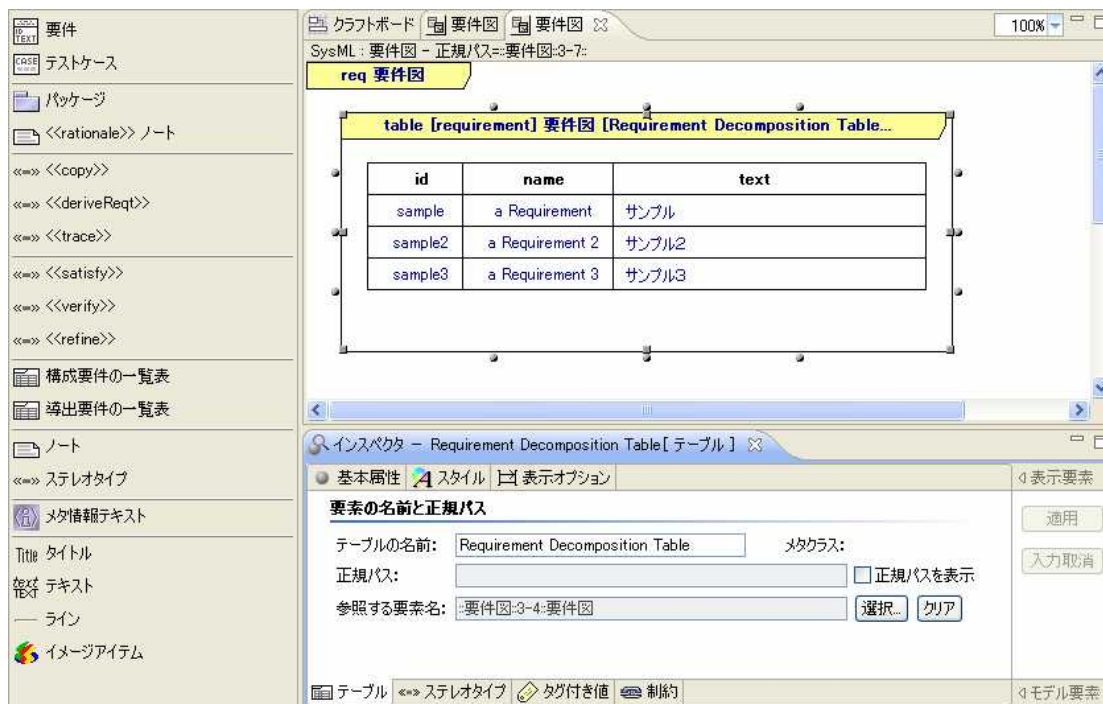 要件
テストケース
パッケージ
<<rationale>> ノート
«=» <<copy>>
«=» <<deriveReqt>>
«=» <<trace>>
«=» <<satisfy>>
«=» <<verify>>
«=» <<refine>>
構成要件の一覧表
導出要件の一覧表
ノート
«=» ステレオタイプ
メタ情報テキスト
Title タイトル
テキスト
ライン
イメージアイテム
クラフトボード 要件図 要件図
100%
SysML : 要件図 - 正規パス=::要件図::3-7::
req 要件図
table [requirement] 要件図 [Requirement Decomposition Table...
id name text
sample a Requirement サンプル
sample2 a Requirement 2 サンプル2
sample3 a Requirement 3 サンプル3
インスペクタ - Requirement Decomposition Table[ テーブル ]
基本属性 スタイル 表示オプション
表示要素
要素の名前と正規パス
テーブルの名前: Requirement Decomposition Table メタクラス:
正規パス: 正規パスを表示
参照する要素名: ::要件図::3-4::要件図 選択... クリア
適用
入力取消
テーブル «=» ステレオタイプ タグ付き値 制約
モデル要素